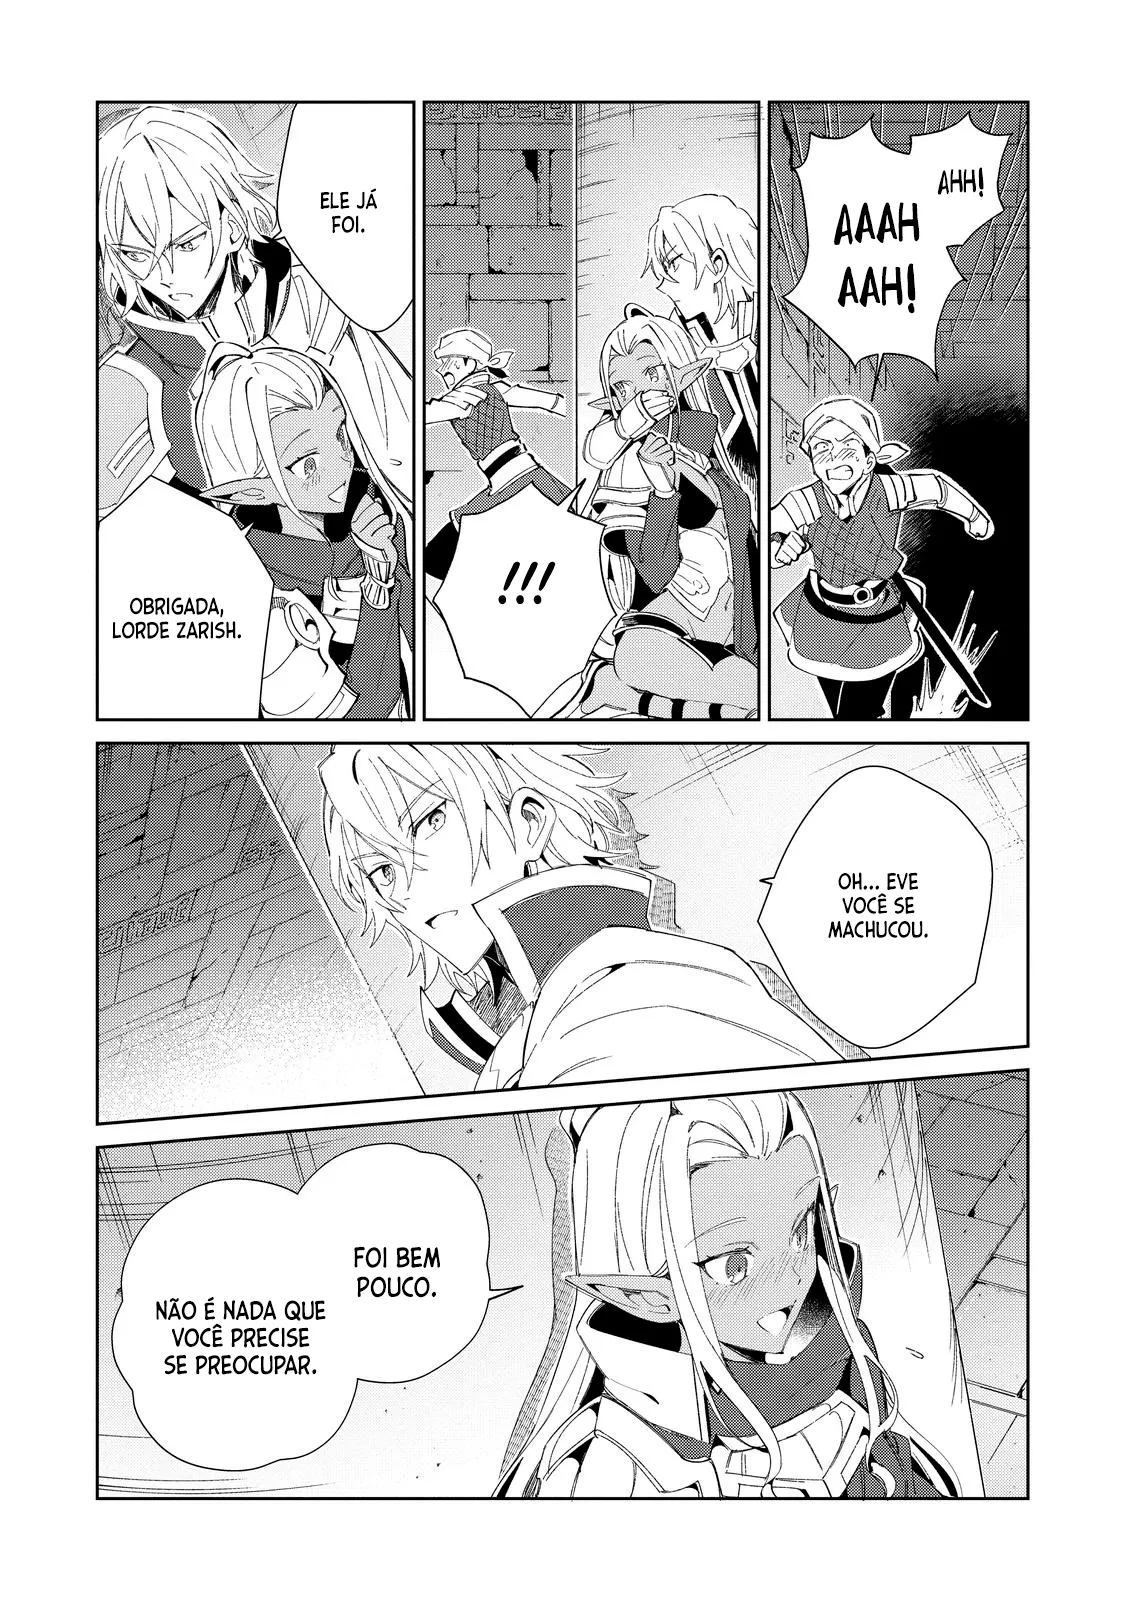 AHH!
AAAH
AAH!
!!!
ELE JÁ
FOI.
OBRIGADA,
LORDE ZARISH.
OH... EVE
VOCÊ SE
MACHUCOU.
FOI BEM
POUCO.
NÃO É NADA QUE
VOCÊ PRECISE
SE PREOCUPAR.